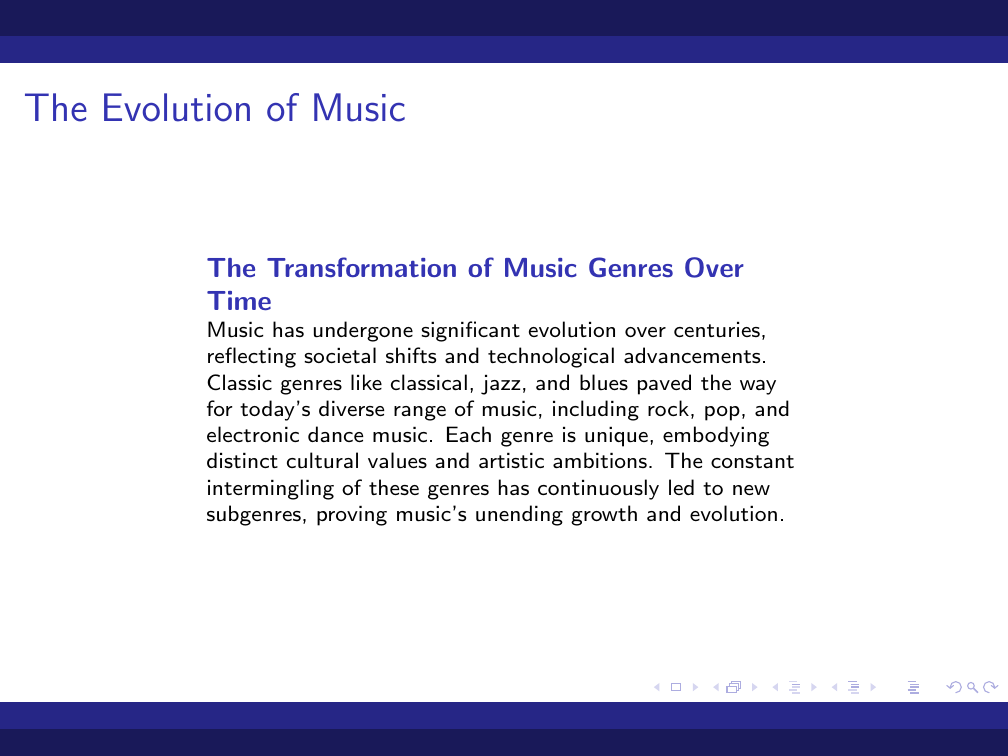 The Evolution of Music
The Transformation of Music Genres Over
Time
Music has undergone significant evolution over centuries,
reflecting societal shifts and technological advancements.
Classic genres like classical, jazz, and blues paved the way
for today's diverse range of music, including rock, pop, and
electronic dance music. Each genre is unique, embodying
distinct cultural values and artistic ambitions. The constant
intermingling of these genres has continuously led to new
subgenres, proving music's unending growth and evolution.